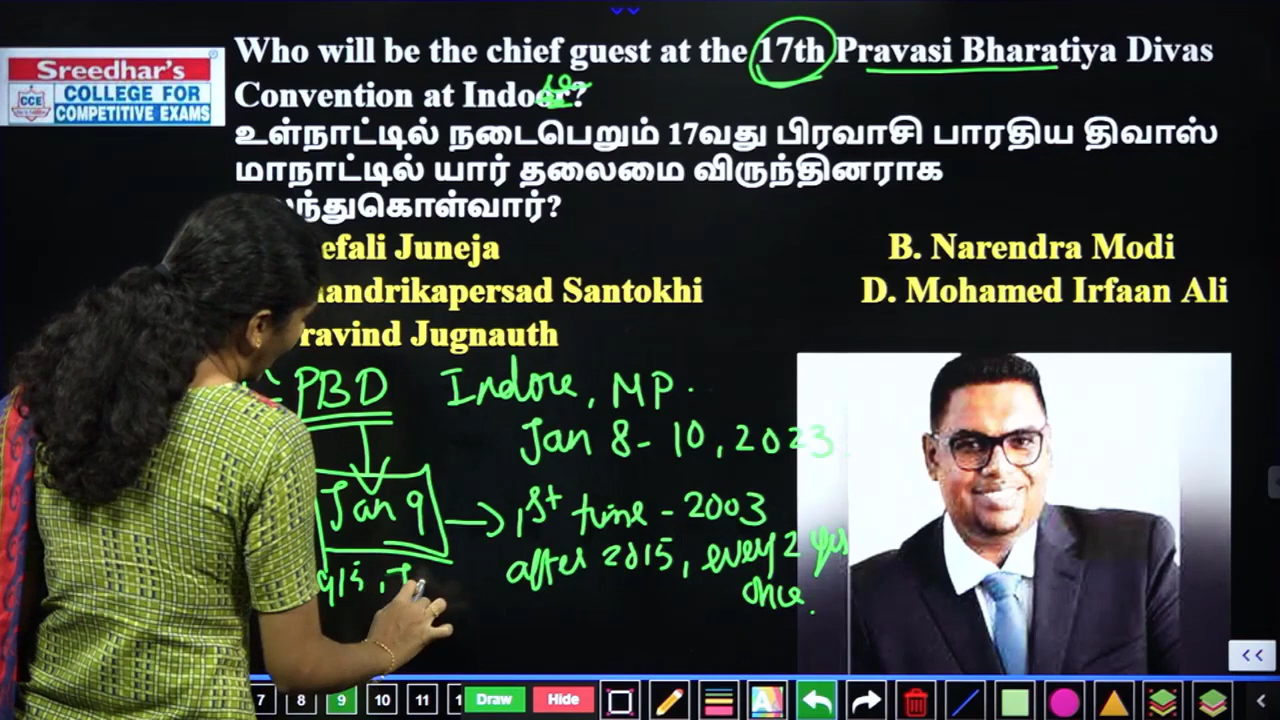 Sreedhar's
CCE
COLLEGE FOR
COMPETITIVE EXAMS
Who will be the chief guest at the 17th Pravasi Bharatiya Divas
Convention at Indoer?
உள்நாட்டில் நடைபெறும் 17வது பிரவாசி பாரதிய திவாஸ்
மாநாட்டில் யார் தலைமை விருந்தினராக
ந்துகொள்வார்?
efali Juneja
B. Narendra Modi
handrikapersad Santokhi
D. Mohamed Irfaan Ali
ravind Jugnauth
PBD Indore, MP.
Jan 8 - 10, 2023
Jan 9 1st time - 2003
after 2015, every 2 yrs
once.
7 8 9 10 11 1 Draw Hide